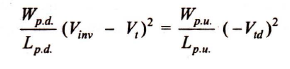 W_{p.d.}/L_{p.d.} (V_{inv} − V_t)^2 = W_{p.u.}/L_{p.u.} (−V_{td})^2